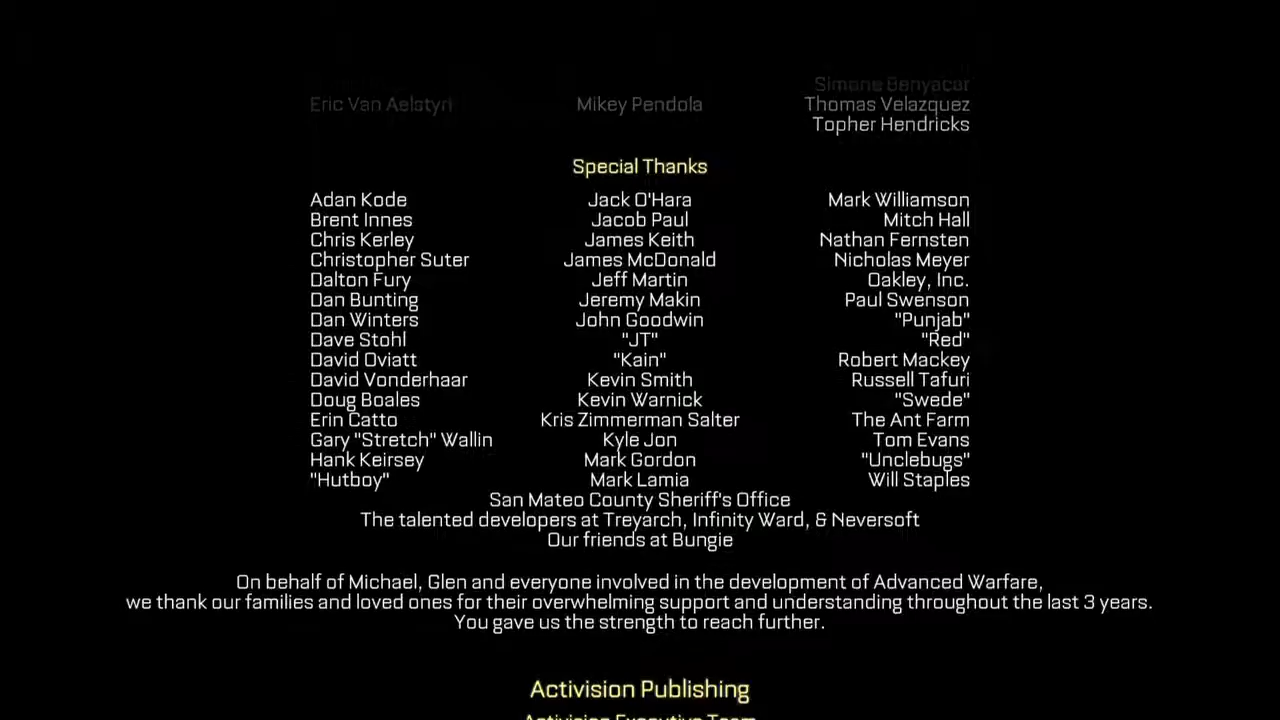 Simone Benyacar
Eric Van Aelstyn Mikey Pendola Thomas Velazquez
Topher Hendricks
Special Thanks
Adan Kode Jack O'Hara Mark Williamson
Brent Innes Jacob Paul Mitch Hall
Chris Kerley James Keith Nathan Fernsten
Christopher Suter James McDonald Nicholas Meyer
Dalton Fury Jeff Martin Oakley, Inc.
Dan Bunting Jeremy Makin Paul Swenson
Dan Winters John Goodwin "Punjab"
Dave Stohl "JT" "Red"
David Oviatt "Kain" Robert Mackey
David Vonderhaar Kevin Smith Russell Tafuri
Doug Boales Kevin Warnick "Swede"
Erin Catto Kris Zimmerman Salter The Ant Farm
Gary "Stretch" Wallin Kyle Jon Tom Evans
Hank Keirsey Mark Gordon "Unclebugs"
"Hutboy" Mark Lamia Will Staples
San Mateo County Sheriff's Office
The talented developers at Treyarch, Infinity Ward, & Neversoft
Our friends at Bungie
On behalf of Michael, Glen and everyone involved in the development of Advanced Warfare,
we thank our families and loved ones for their overwhelming support and understanding throughout the last 3 years.
You gave us the strength to reach further.
Activision Publishing
Activision Executive Team